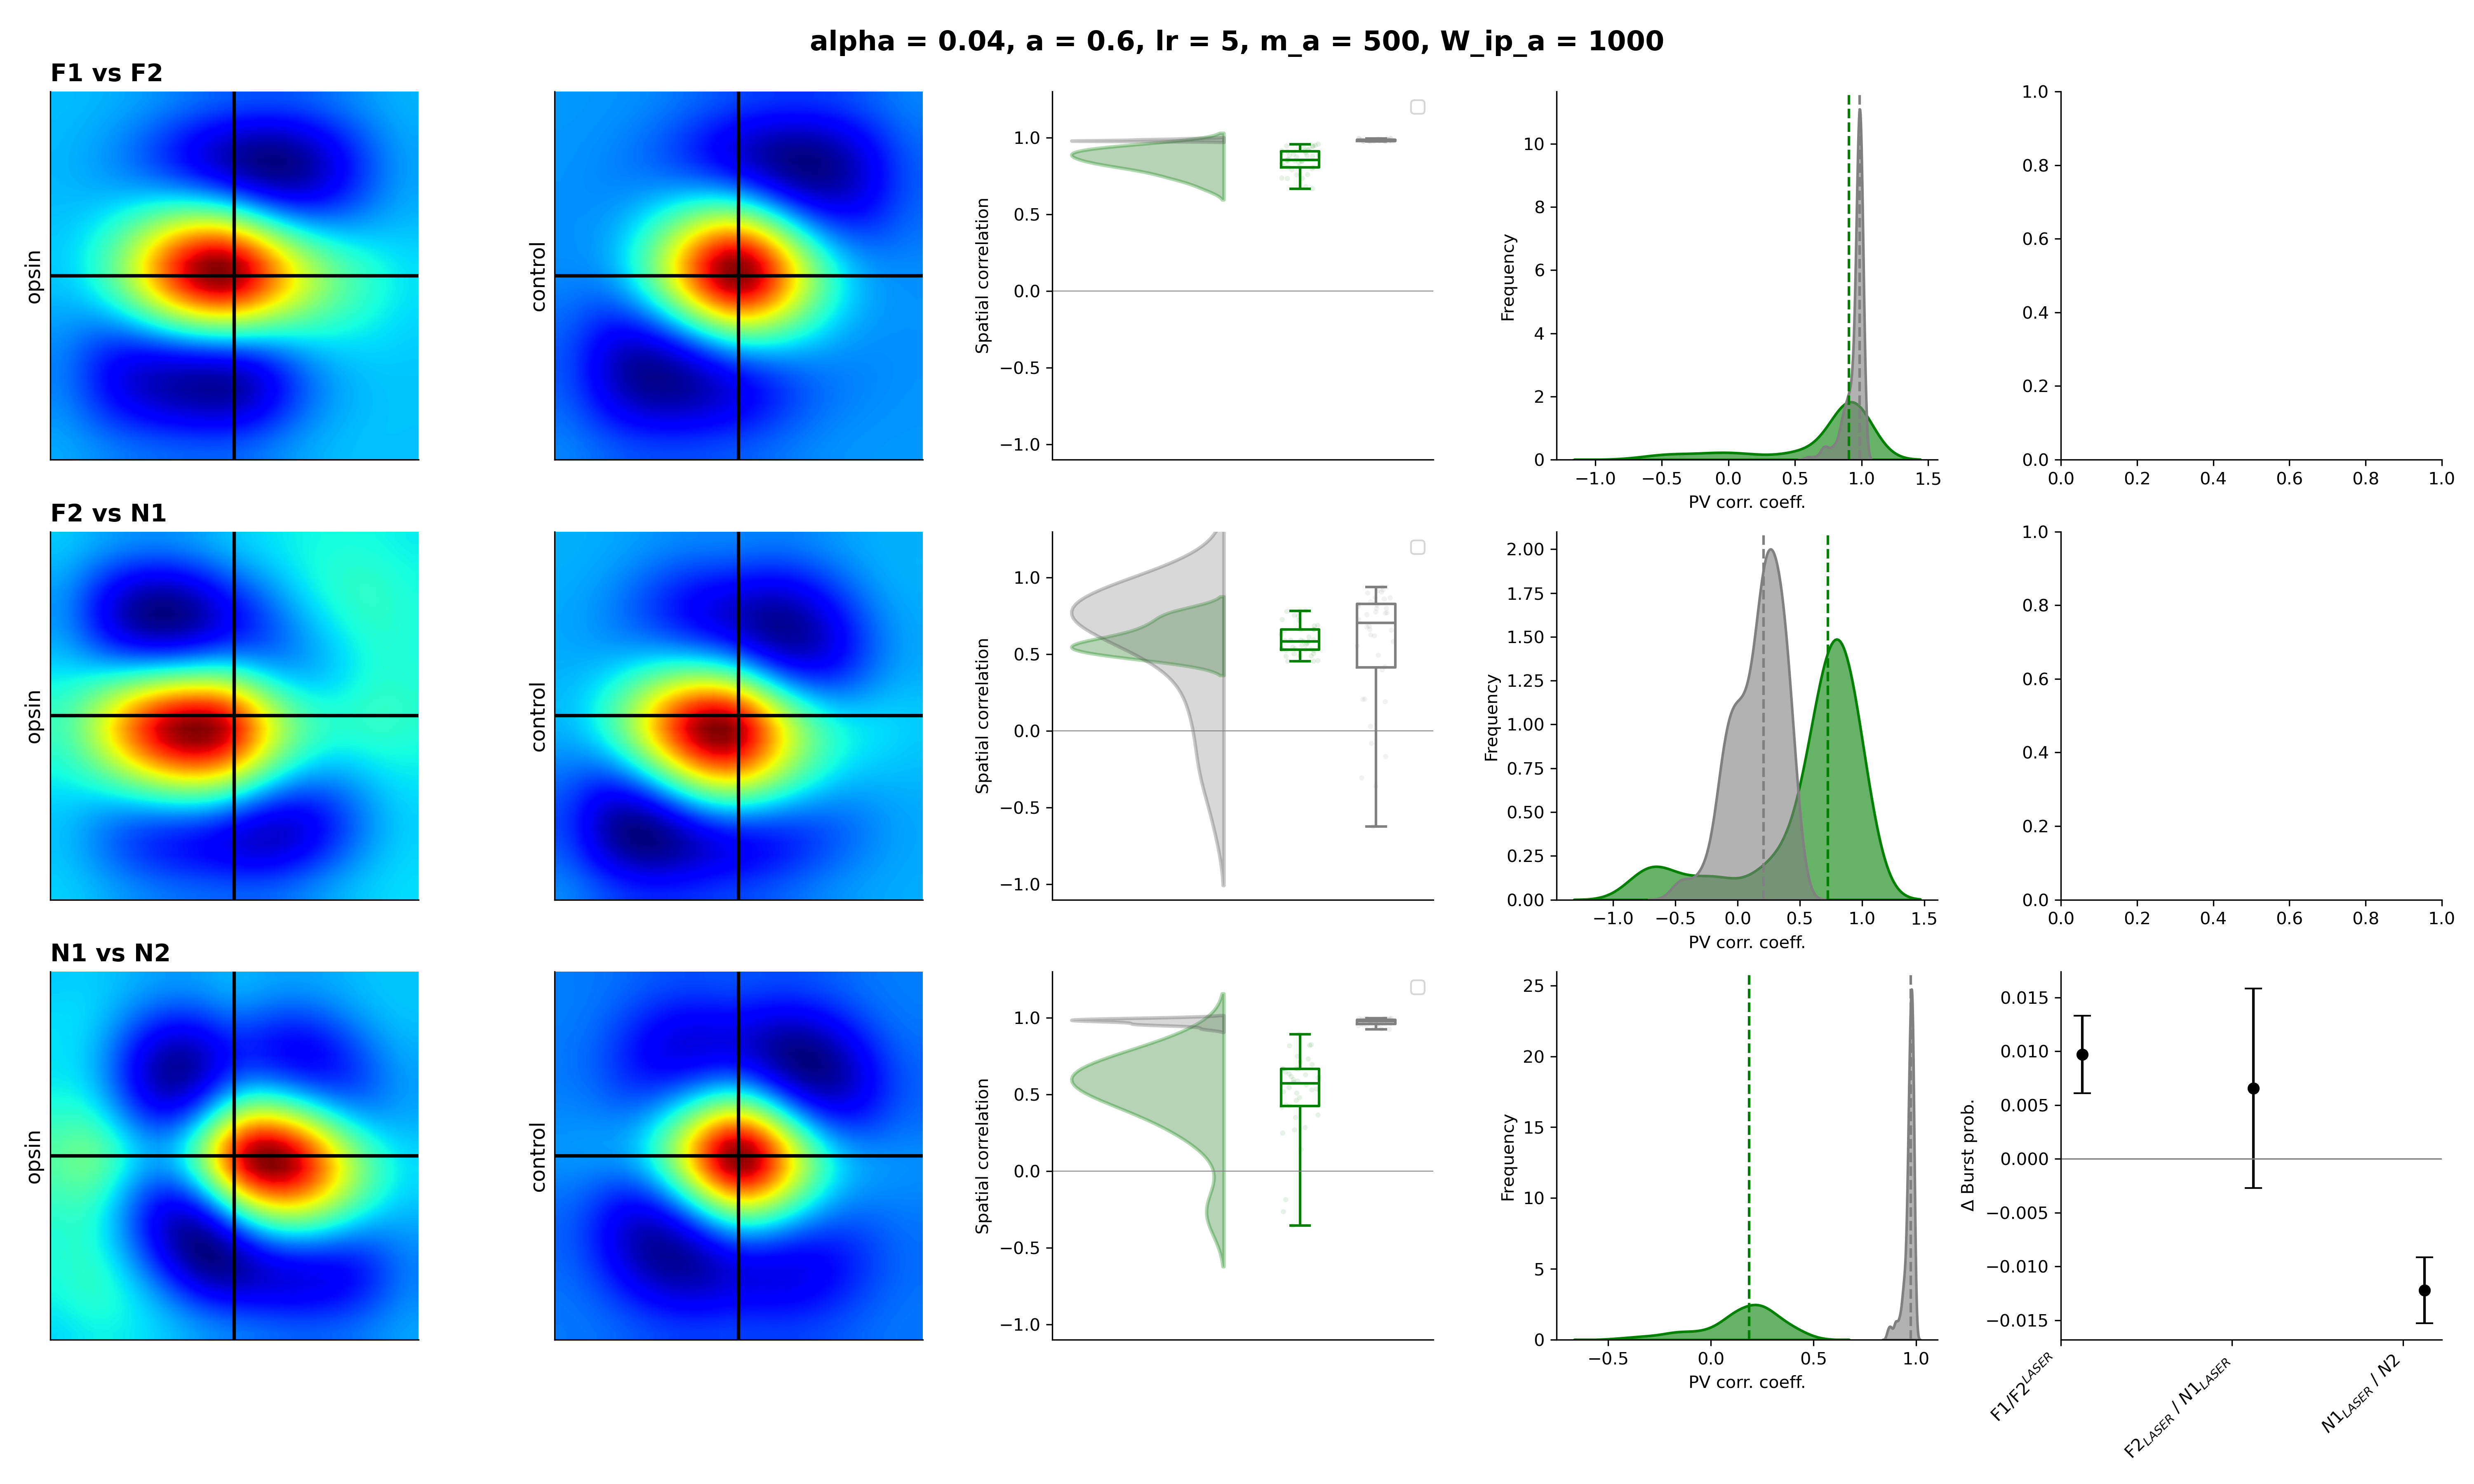 alpha = 0.04, a = 0.6, lr = 5, m_a = 500, W_ip_a = 1000
F1 vs F2
opsin
control
Spatial correlation
1.0
0.5
0.0
−0.5
−1.0
Frequency
10
8
6
4
2
0
−1.0 −0.5 0.0 0.5 1.0 1.5
PV corr. coeff.
1.0
0.8
0.6
0.4
0.2
0.0
0.0 0.2 0.4 0.6 0.8 1.0
F2 vs N1
opsin
control
Spatial correlation
1.0
0.5
0.0
−0.5
−1.0
Frequency
2.00
1.75
1.50
1.25
1.00
0.75
0.50
0.25
0.00
−1.0 −0.5 0.0 0.5 1.0 1.5
PV corr. coeff.
1.0
0.8
0.6
0.4
0.2
0.0
0.0 0.2 0.4 0.6 0.8 1.0
N1 vs N2
opsin
control
Spatial correlation
1.0
0.5
0.0
−0.5
−1.0
Frequency
25
20
15
10
5
0
−0.5 0.0 0.5 1.0
PV corr. coeff.
Δ Burst prob.
0.015
0.010
0.005
0.000
−0.005
−0.010
−0.015
F1/F2^LASER
F2_LASER / N1_LASER
N1_LASER / N2